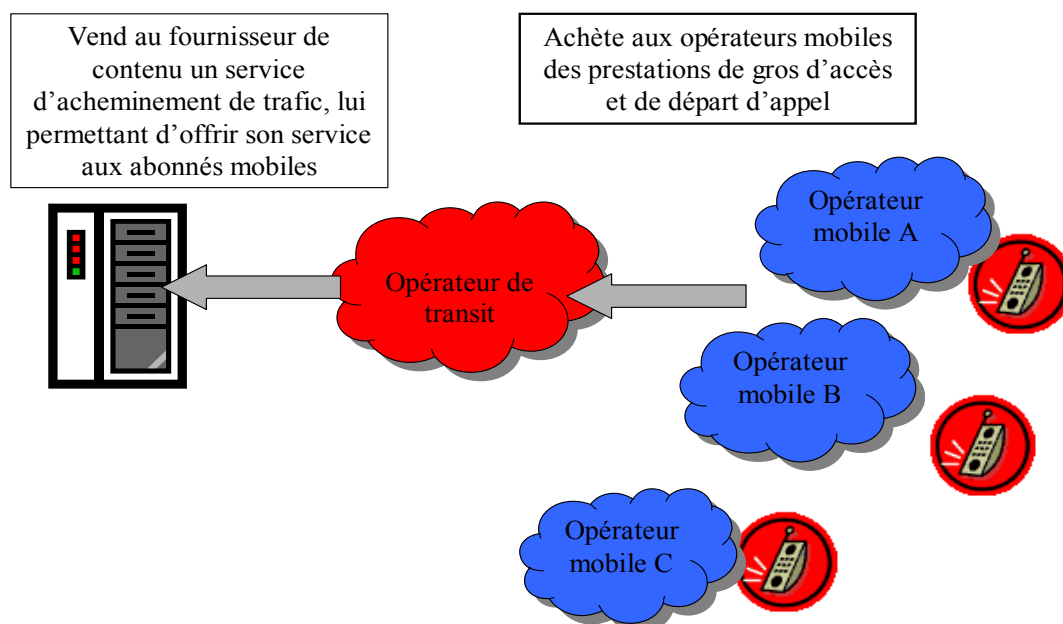 Vend au fournisseur de
contenu un service
d'acheminement de trafic, lui
permettant d'offrir son service
aux abonnés mobiles
Achète aux opérateurs mobiles
des prestations de gros d'accès
et de départ d'appel
Opérateur
mobile A
Opérateur de
transit
Opérateur
mobile B
Opérateur
mobile C